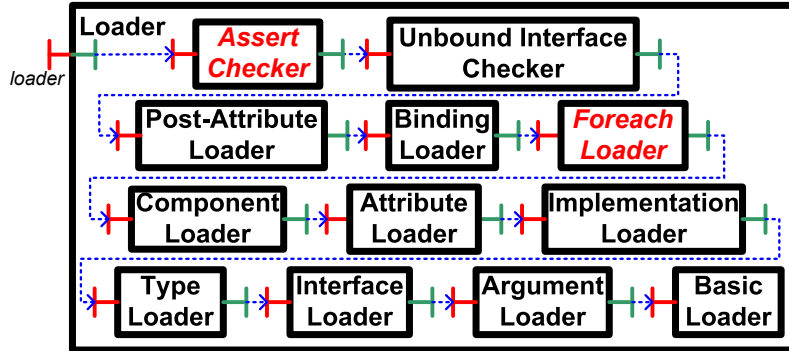 Loader
loader
Assert
Checker
Unbound Interface
Checker
Post-Attribute
Loader
Binding
Loader
Foreach
Loader
Component
Loader
Attribute
Loader
Implementation
Loader
Type
Loader
Interface
Loader
Argument
Loader
Basic
Loader